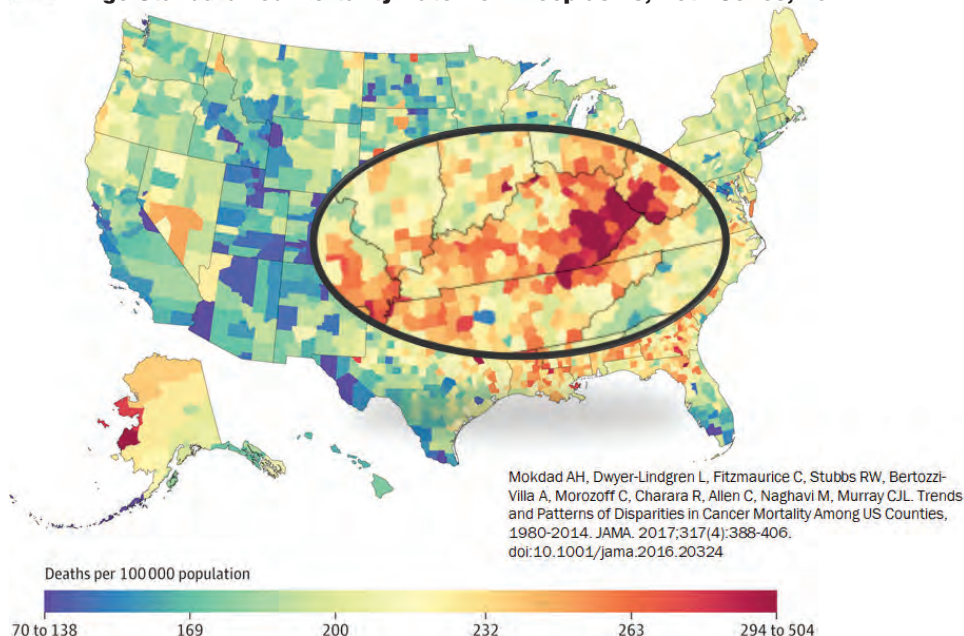 Mortality
Mokdad AH, Dwyer-Lindgren L, Fitzmaurice C, Stubbs RW, Bertozzi-
Villa A, Morozoff C, Charara R, Allen C, Naghavi M, Murray CJL. Trends
and Patterns of Disparities in Cancer Mortality Among US Counties,
1980-2014. JAMA. 2017;317(4):388-406.
doi:10.1001/jama.2016.20324
Deaths per 100 000 population
70 to 138 169 200 232 263 294 to 504